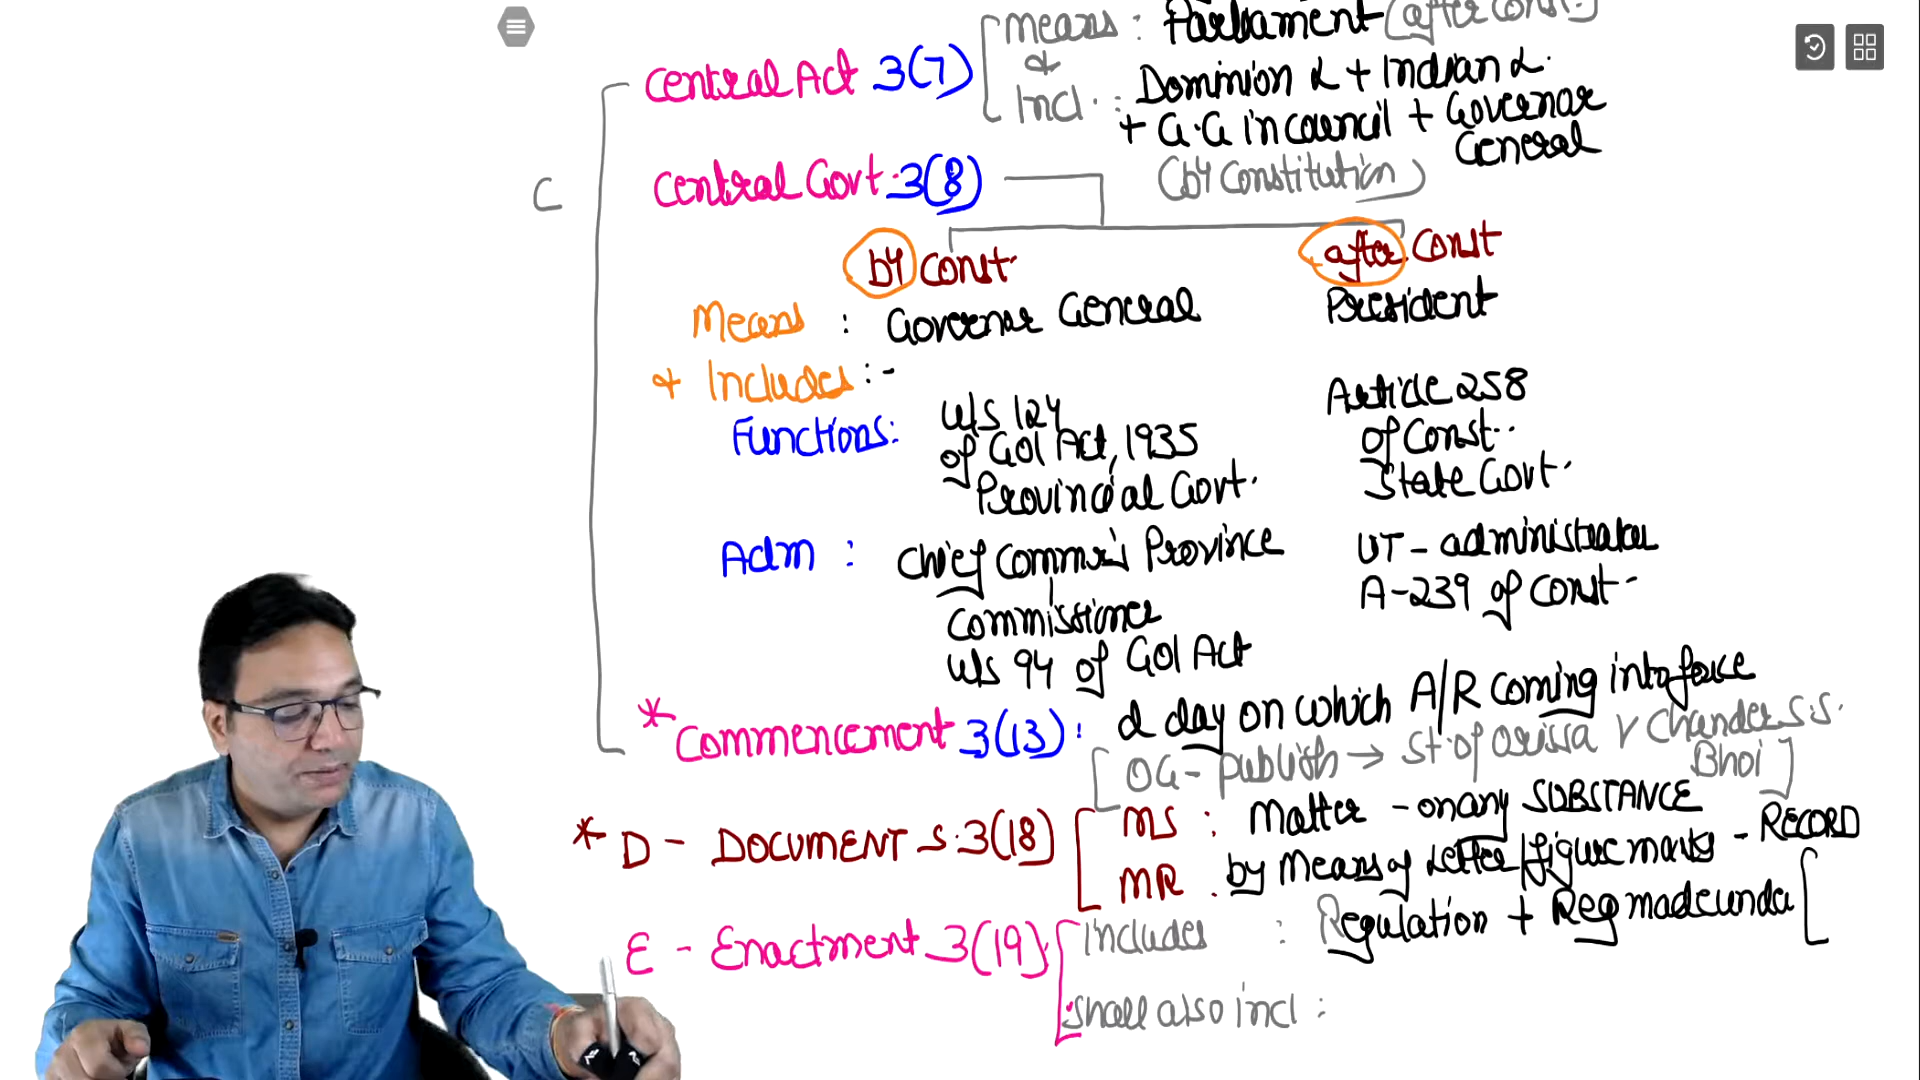 means : Parliament (after const.)
Central Act 3(7)
&
Incl. : Dominion L + Indian L.
+ G.G in council + Governor
General
C
Central Govt. 3(8)
(by Constitution)
by const.
after const
Means : Governor General
President
+ Includes :-
Functions: u/s 124
of GoI Act, 1935
Provincial Govt.
Article 258
of Const.
State Govt.
Adm : Chief Commr's Province
Commissioner
u/s 94 of GoI Act
UT - administrator
A-239 of const.
* Commencement 3(13) : d day on which A/R coming into force
[OG - publish → St. of orissa v Chandersss.
Bhoi]
* D - DOCUMENT S. 3(18)
MS : Matter - on any SUBSTANCE
MR . by Means of Letter/figure marks - RECORD
E - Enactment 3(19)
includes : Regulation + Reg made under [
shall also incl :